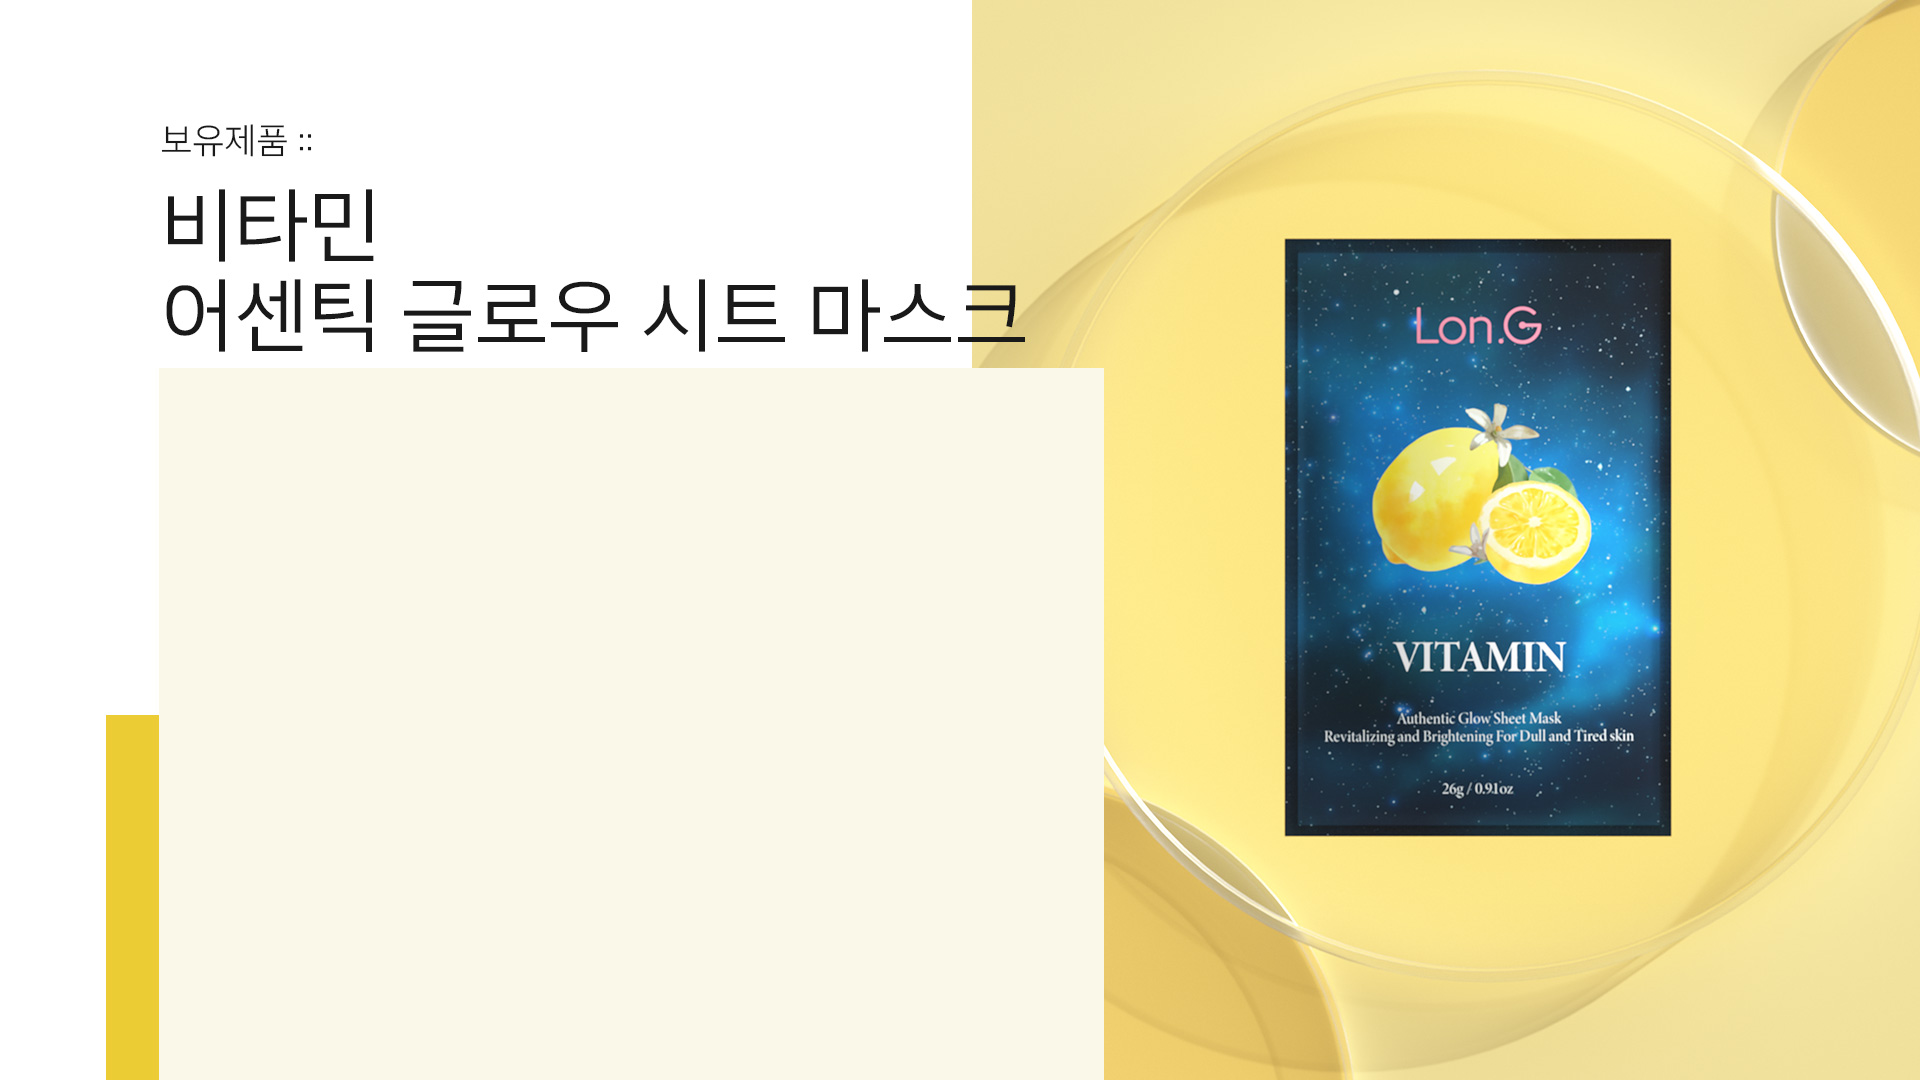 보유제품 ::
비타민
어센틱 글로우 시트 마스크
Lon.G
VITAMIN
Authentic Glow Sheet Mask
Revitalizing and Brightening For Dull and Tired skin
26g / 0.91oz